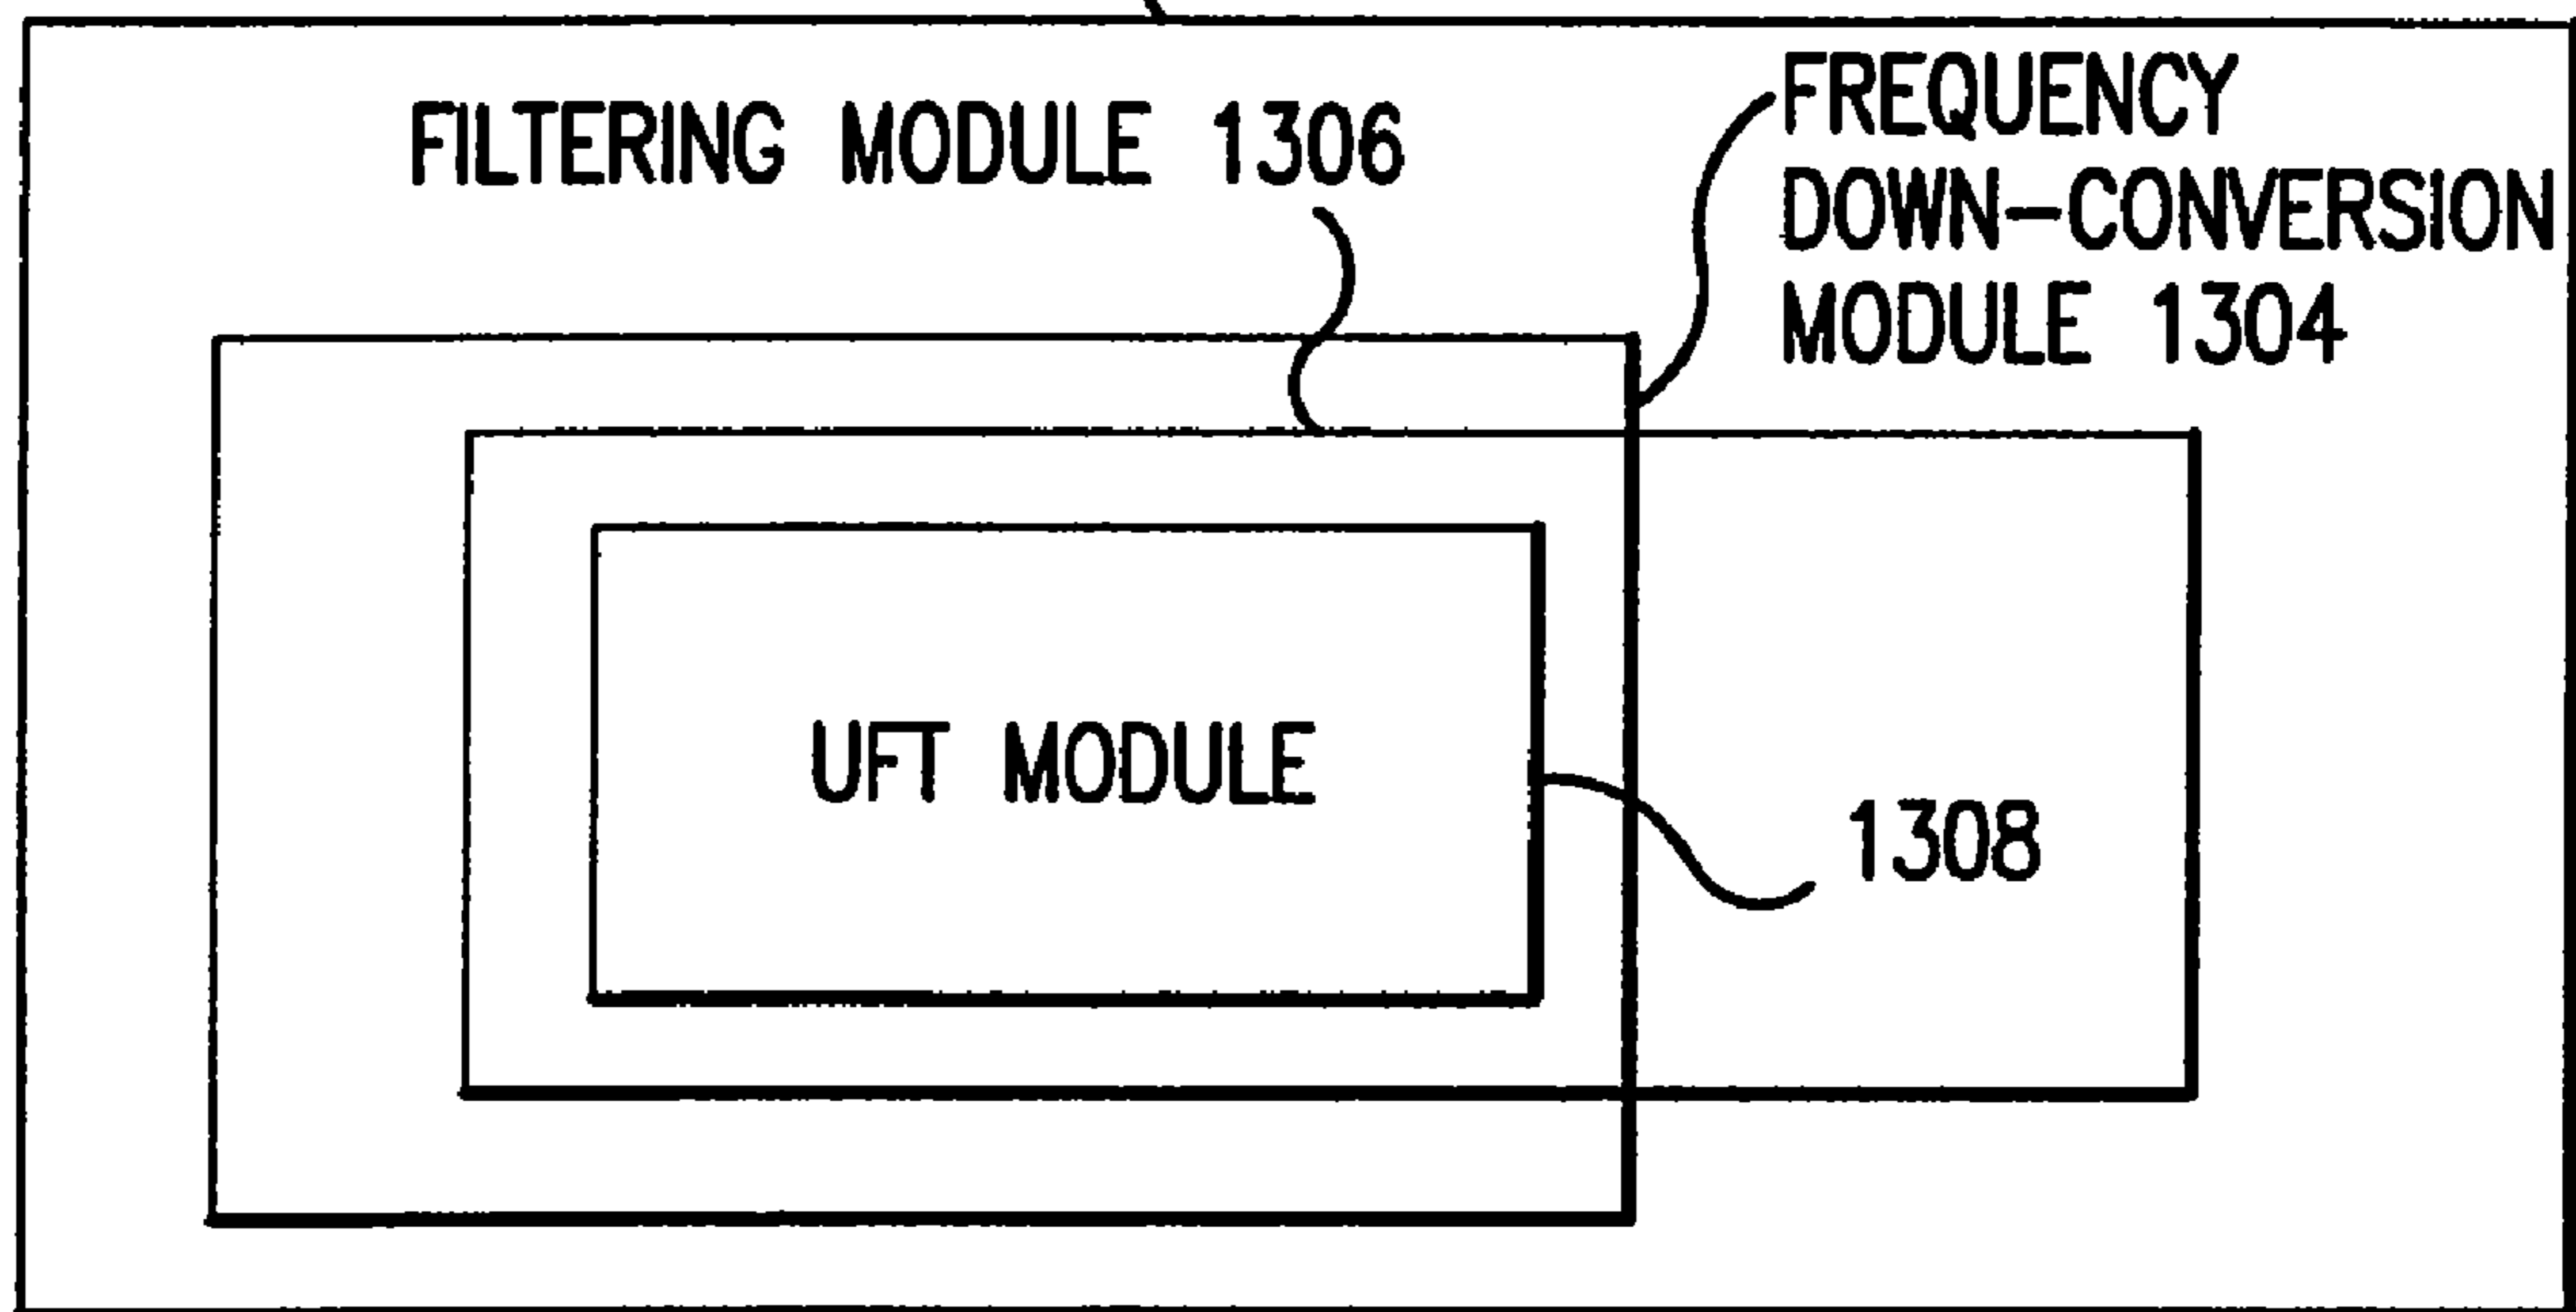 FILTERING MODULE 1306
FREQUENCY
DOWN-CONVERSION
MODULE 1304
UFT MODULE
1308